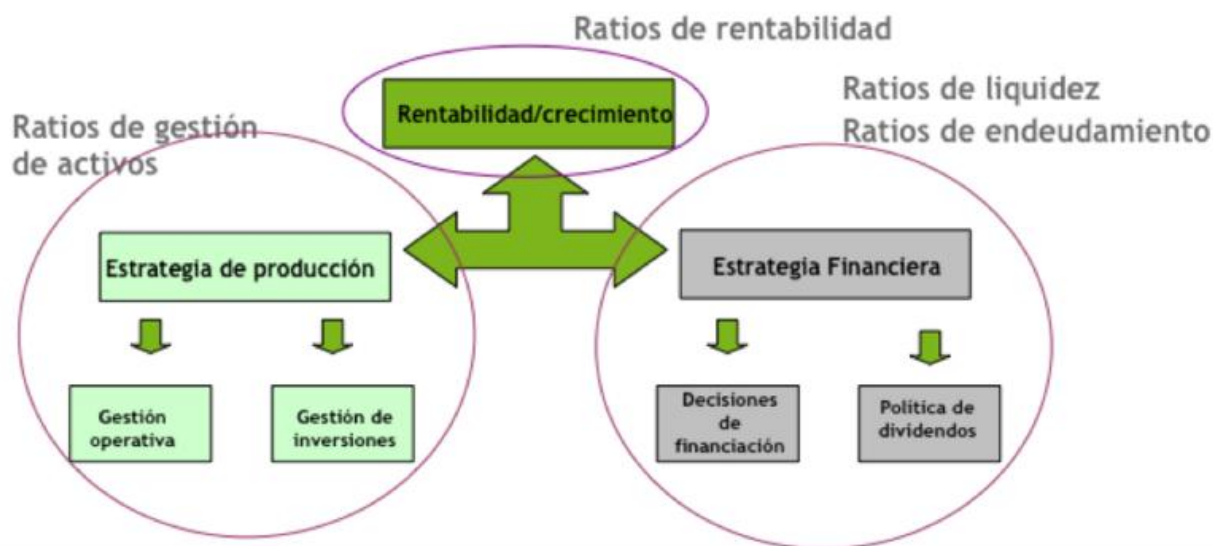 Ratios de rentabilidad
Rentabilidad/crecimiento
Ratios de liquidez
Ratios de endeudamiento
Ratios de gestión
de activos
Estrategia de producción
Estrategia Financiera
Gestión
operativa
Gestión de
inversiones
Decisiones
de
financiación
Política de
dividendos